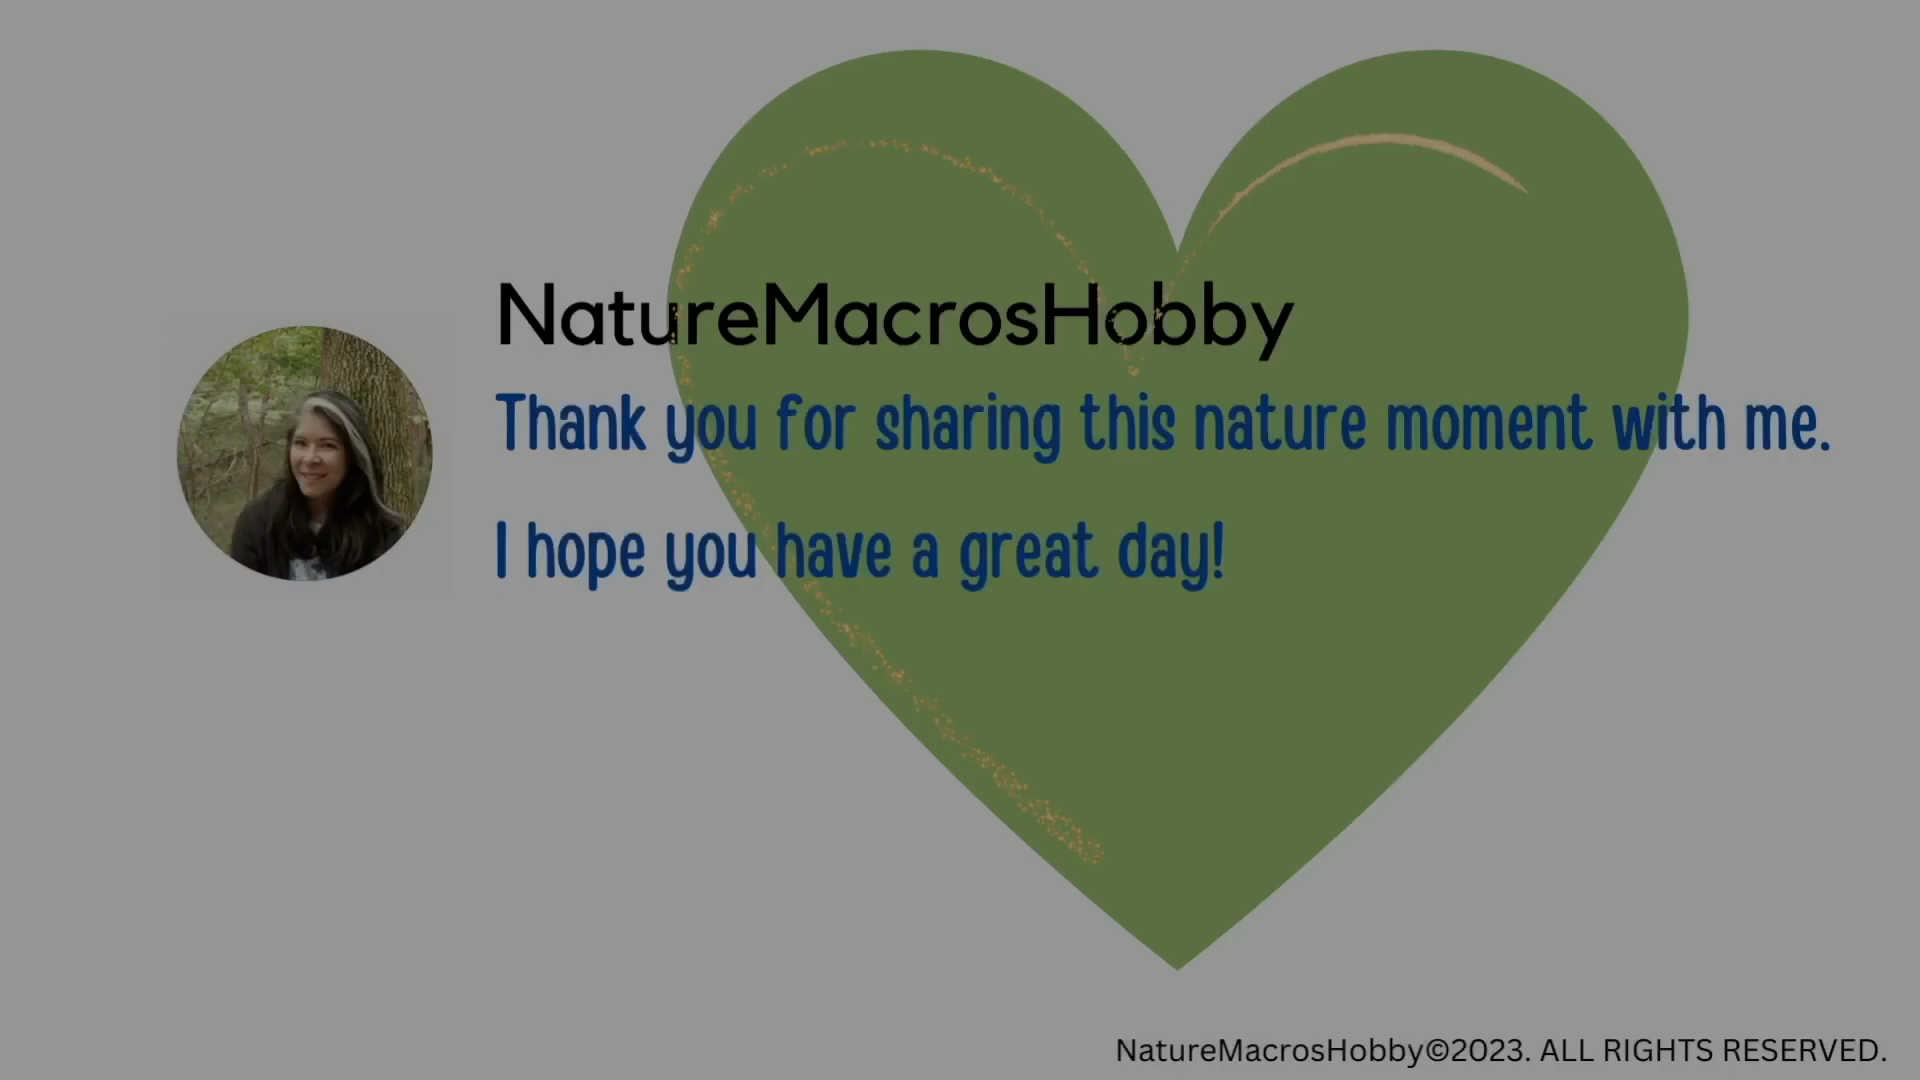 NatureMacrosHobby
Thank you for sharing this nature moment with me.
I hope you have a great day!
NatureMacrosHobby©2023. ALL RIGHTS RESERVED.